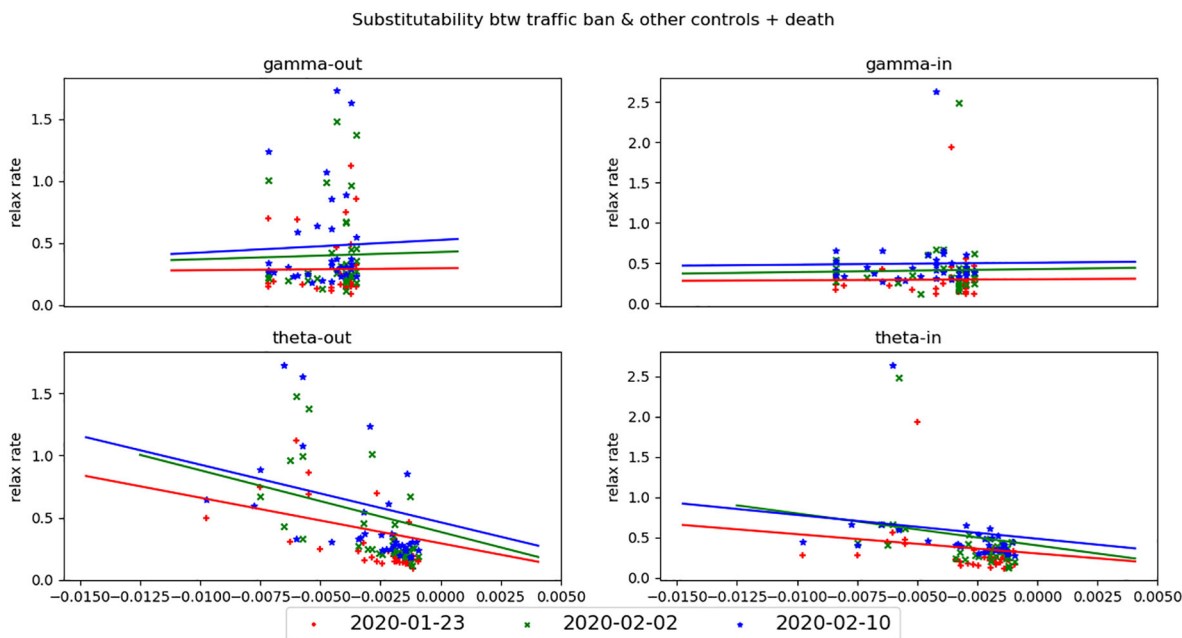 Substitutability btw traffic ban & other controls + death
gamma-out
gamma-in
relax rate
1.5
1.0
0.5
0.0
relax rate
2.5
2.0
1.5
1.0
0.5
0.0
theta-out
theta-in
relax rate
1.5
1.0
0.5
0.0
relax rate
2.5
2.0
1.5
1.0
0.5
0.0
−0.0150−0.0125−0.0100−0.0075−0.0050−0.0025 0.0000 0.0025 0.0050
−0.0150−0.0125−0.0100−0.0075−0.0050−0.0025 0.0000 0.0025 0.0050
2020-01-23 2020-02-02 2020-02-10